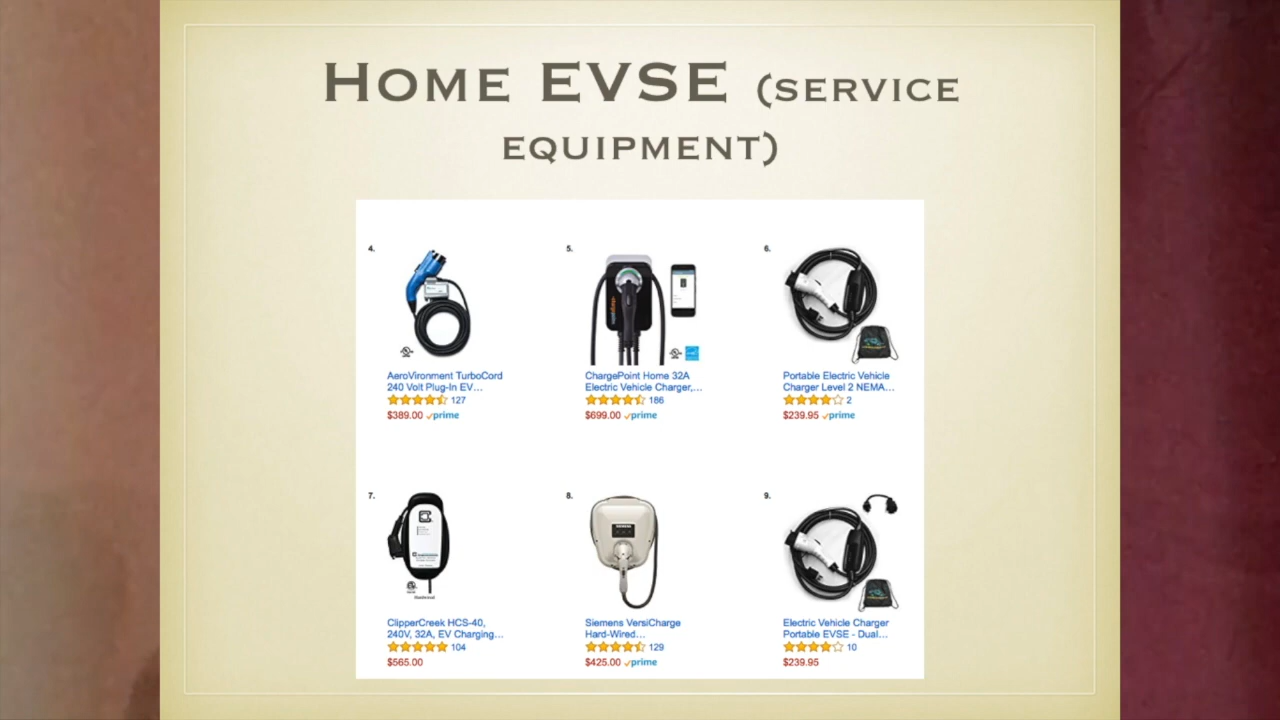 Home EVSE (service
equipment)
4.
5.
6.
AeroVironment TurboCord
240 Volt Plug-In EV...
127
$389.00 prime
ChargePoint Home 32A
Electric Vehicle Charger,...
186
$699.00 prime
Portable Electric Vehicle
Charger Level 2 NEMA...
2
$239.95 prime
7.
8.
9.
ClipperCreek HCS-40,
240V, 32A, EV Charging...
104
$565.00
SIEMENS
Siemens VersiCharge
Hard-Wired...
129
$425.00 prime
Electric Vehicle Charger
Portable EVSE - Dual...
10
$239.95